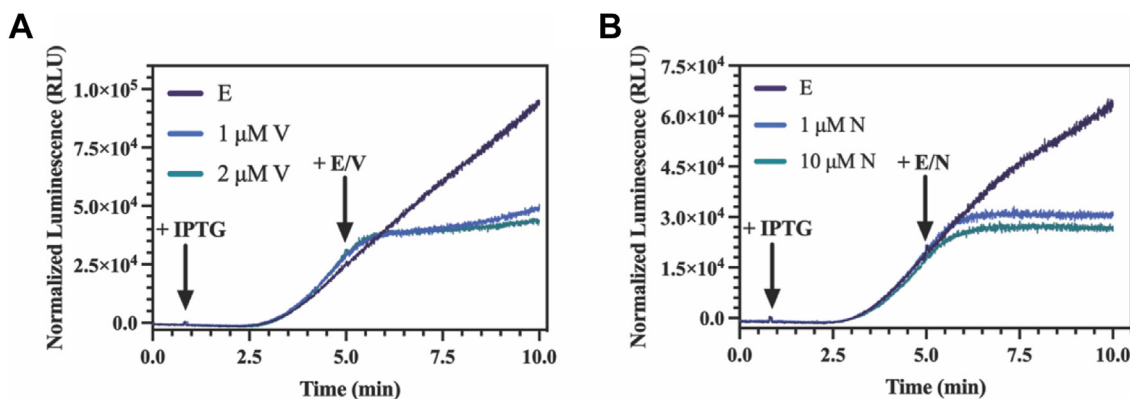 A
Normalized Luminescence (RLU)
1.0×10⁵
7.5×10⁴
5.0×10⁴
2.5×10⁴
0.0
E
1 μM V
2 μM V
+ IPTG
+ E/V
0.0
2.5
5.0
7.5
10.0
Time (min)
B
Normalized Luminescence (RLU)
7.5×10⁴
6.0×10⁴
4.5×10⁴
3.0×10⁴
1.5×10⁴
0.0
E
1 μM N
10 μM N
+ IPTG
+ E/N
0.0
2.5
5.0
7.5
10.0
Time (min)